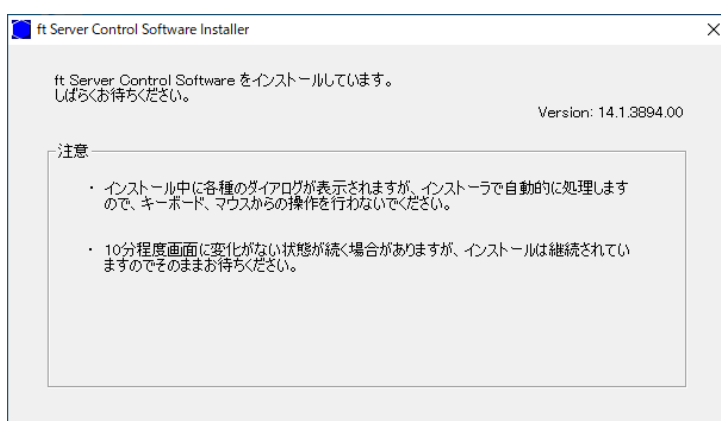 ft Server Control Software Installer
ft Server Control Software をインストールしています。
しばらくお待ちください。
Version: 14.1.3894.00
注意
・ インストール中に各種のダイアログが表示されますが、インストーラで自動的に処理します
ので、キーボード、マウスからの操作を行わないでください。
・ 10分程度画面に変化がない状態が続く場合がありますが、インストールは継続されてい
ますのでそのままお待ちください。